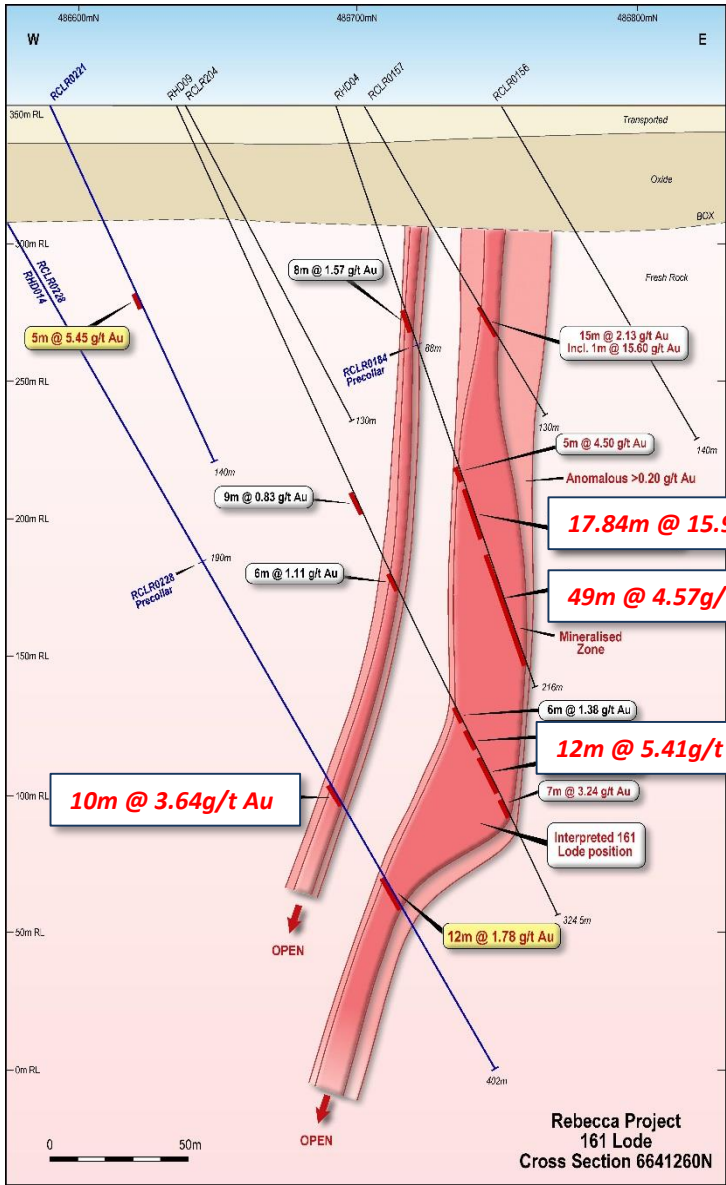 486600mN
486700mN
486800mN
W
E
RCLR0221
RHD09
RCLR204
RHD04
RCLR0157
RCLR0156
350m RL
Transported
Oxide
BOX
300m RL
RCLR0228
RHD014
Fresh Rock
8m @ 1.57 g/t Au
5m @ 5.45 g/t Au
15m @ 2.13 g/t Au
Incl. 1m @ 15.60 g/t Au
88m
RCLR0184
Precollar
250m RL
130m
130m
140m
140m
5m @ 4.50 g/t Au
Anomalous >0.20 g/t Au
9m @ 0.83 g/t Au
200m RL
17.84m @ 15.9
190m
RCLR0228
Precollar
6m @ 1.11 g/t Au
49m @ 4.57g/
150m RL
Mineralised
Zone
216m
6m @ 1.38 g/t Au
12m @ 5.41g/t
10m @ 3.64g/t Au
100m RL
7m @ 3.24 g/t Au
Interpreted 161
Lode position
324.5m
12m @ 1.78 g/t Au
OPEN
50m RL
0m RL
402m
OPEN
0
50m
Rebecca Project
161 Lode
Cross Section 6641260N